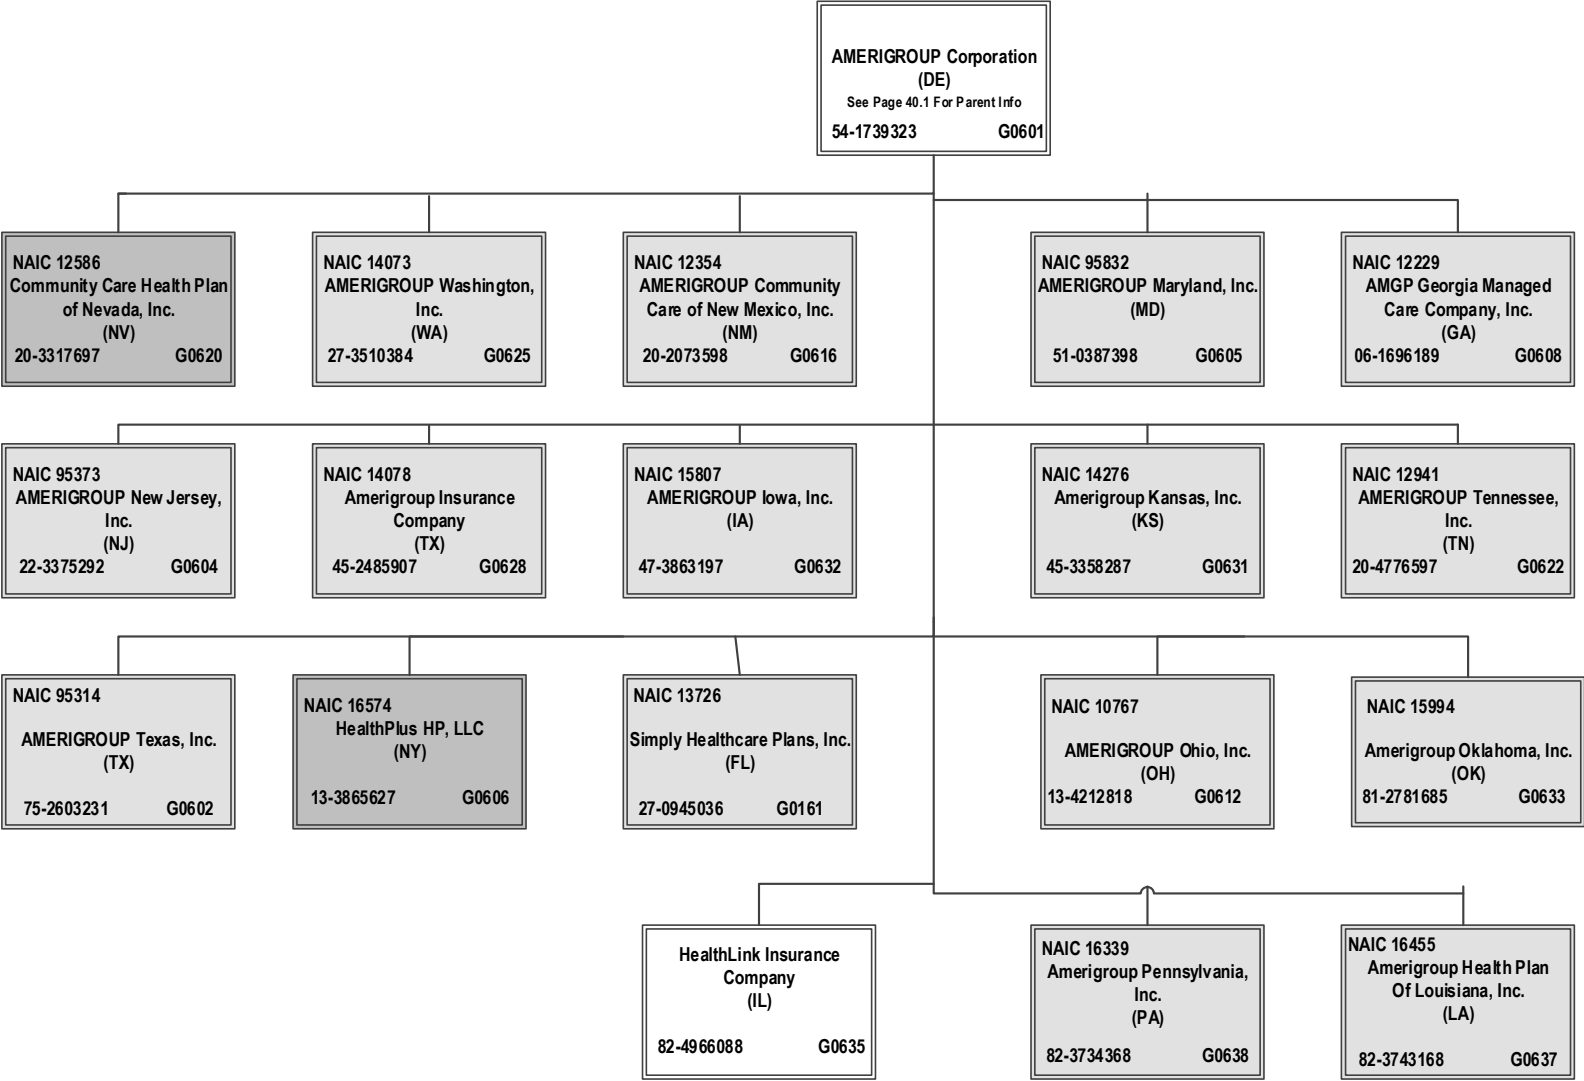 AMERIGROUP Corporation
(DE)
See Page 40.1 For Parent Info
54-1739323 G0601
NAIC 12586
Community Care Health Plan
of Nevada, Inc.
(NV)
20-3317697 G0620
NAIC 14073
AMERIGROUP Washington,
Inc.
(WA)
27-3510384 G0625
NAIC 12354
AMERIGROUP Community
Care of New Mexico, Inc.
(NM)
20-2073598 G0616
NAIC 95832
AMERIGROUP Maryland, Inc.
(MD)
51-0387398 G0605
NAIC 12229
AMGP Georgia Managed
Care Company, Inc.
(GA)
06-1696189 G0608
NAIC 95373
AMERIGROUP New Jersey,
Inc.
(NJ)
22-3375292 G0604
NAIC 14078
Amerigroup Insurance
Company
(TX)
45-2485907 G0628
NAIC 15807
AMERIGROUP Iowa, Inc.
(IA)
47-3863197 G0632
NAIC 14276
Amerigroup Kansas, Inc.
(KS)
45-3358287 G0631
NAIC 12941
AMERIGROUP Tennessee,
Inc.
(TN)
20-4776597 G0622
NAIC 95314
AMERIGROUP Texas, Inc.
(TX)
75-2603231 G0602
NAIC 16574
HealthPlus HP, LLC
(NY)
13-3865627 G0606
NAIC 13726
Simply Healthcare Plans, Inc.
(FL)
27-0945036 G0161
NAIC 10767
AMERIGROUP Ohio, Inc.
(OH)
13-4212818 G0612
NAIC 15994
Amerigroup Oklahoma, Inc.
(OK)
81-2781685 G0633
HealthLink Insurance
Company
(IL)
82-4966088 G0635
NAIC 16339
Amerigroup Pennsylvania,
Inc.
(PA)
82-3734368 G0638
NAIC 16455
Amerigroup Health Plan
Of Louisiana, Inc.
(LA)
82-3743168 G0637